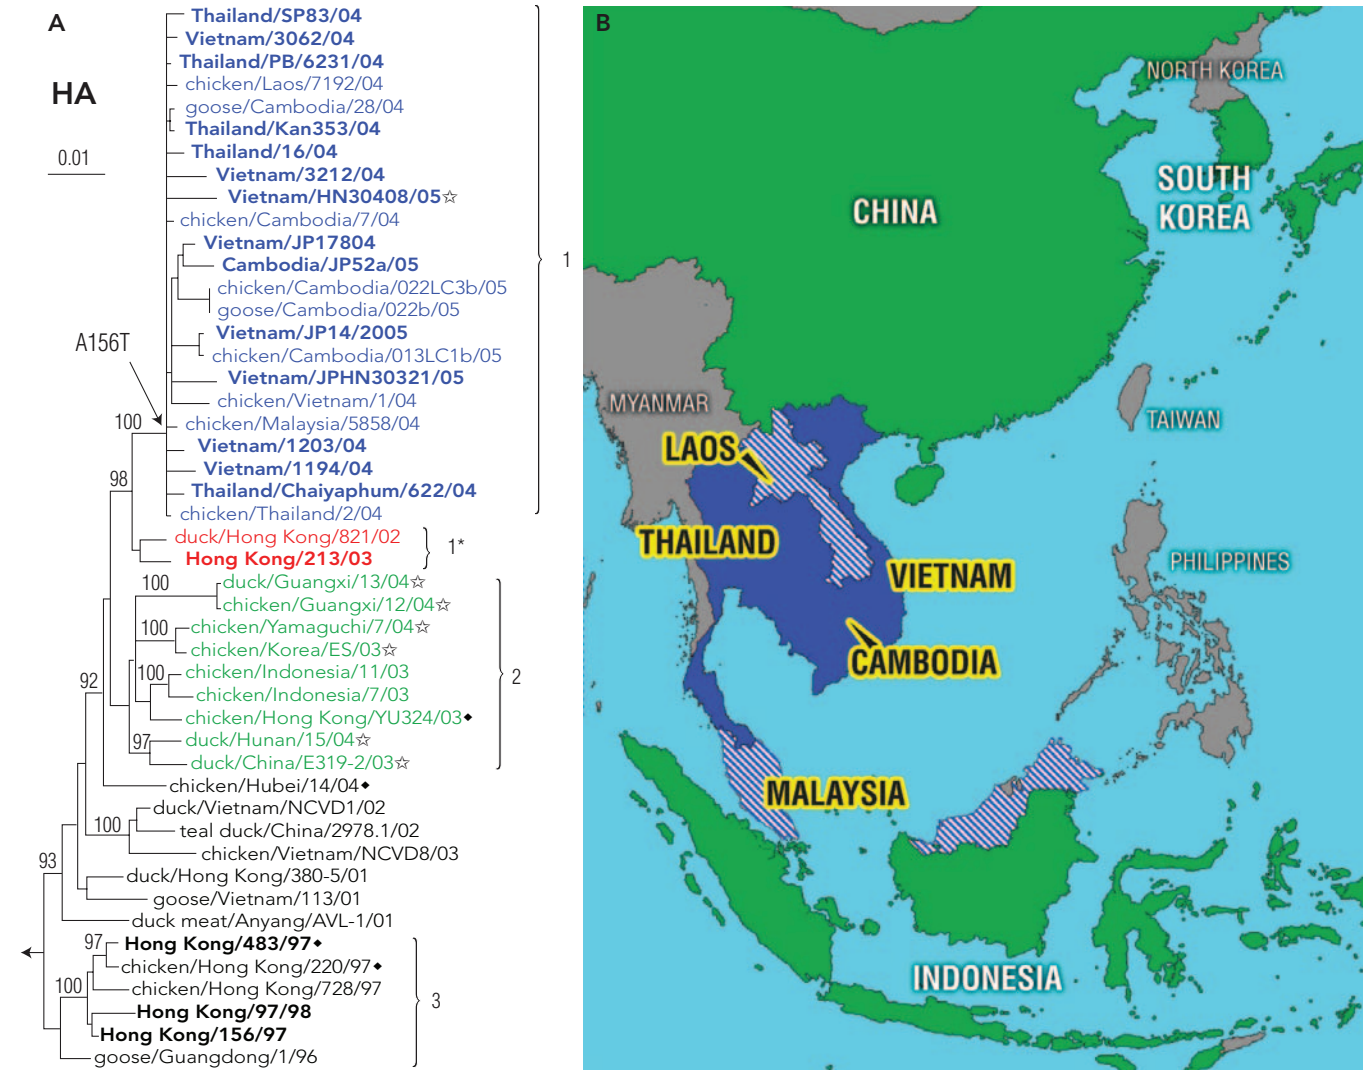 A
HA
0.01
Thailand/SP83/04
Vietnam/3062/04
Thailand/PB/6231/04
chicken/Laos/7192/04
goose/Cambodia/28/04
Thailand/Kan353/04
Thailand/16/04
Vietnam/3212/04
Vietnam/HN30408/05☆
chicken/Cambodia/7/04
Vietnam/JP17804
Cambodia/JP52a/05
chicken/Cambodia/022LC3b/05
goose/Cambodia/022b/05
Vietnam/JP14/2005
chicken/Cambodia/013LC1b/05
Vietnam/JPHN30321/05
chicken/Vietnam/1/04
chicken/Malaysia/5858/04
Vietnam/1203/04
Vietnam/1194/04
Thailand/Chaiyaphum/622/04
chicken/Thailand/2/04
1
A156T
100
98
duck/Hong Kong/821/02
Hong Kong/213/03
1*
100
duck/Guangxi/13/04☆
chicken/Guangxi/12/04☆
100
chicken/Yamaguchi/7/04☆
chicken/Korea/ES/03☆
100
chicken/Indonesia/11/03
chicken/Indonesia/7/03
chicken/Hong Kong/YU324/03◆
97
duck/Hunan/15/04☆
duck/China/E319-2/03☆
2
92
chicken/Hubei/14/04◆
100
duck/Vietnam/NCVD1/02
teal duck/China/2978.1/02
chicken/Vietnam/NCVD8/03
93
duck/Hong Kong/380-5/01
goose/Vietnam/113/01
duck meat/Anyang/AVL-1/01
97
Hong Kong/483/97◆
chicken/Hong Kong/220/97◆
chicken/Hong Kong/728/97
100
Hong Kong/97/98
Hong Kong/156/97
goose/Guangdong/1/96
3
B
NORTH KOREA
SOUTH
KOREA
CHINA
MYANMAR
TAIWAN
LAOS
THAILAND
VIETNAM
PHILIPPINES
CAMBODIA
MALAYSIA
INDONESIA